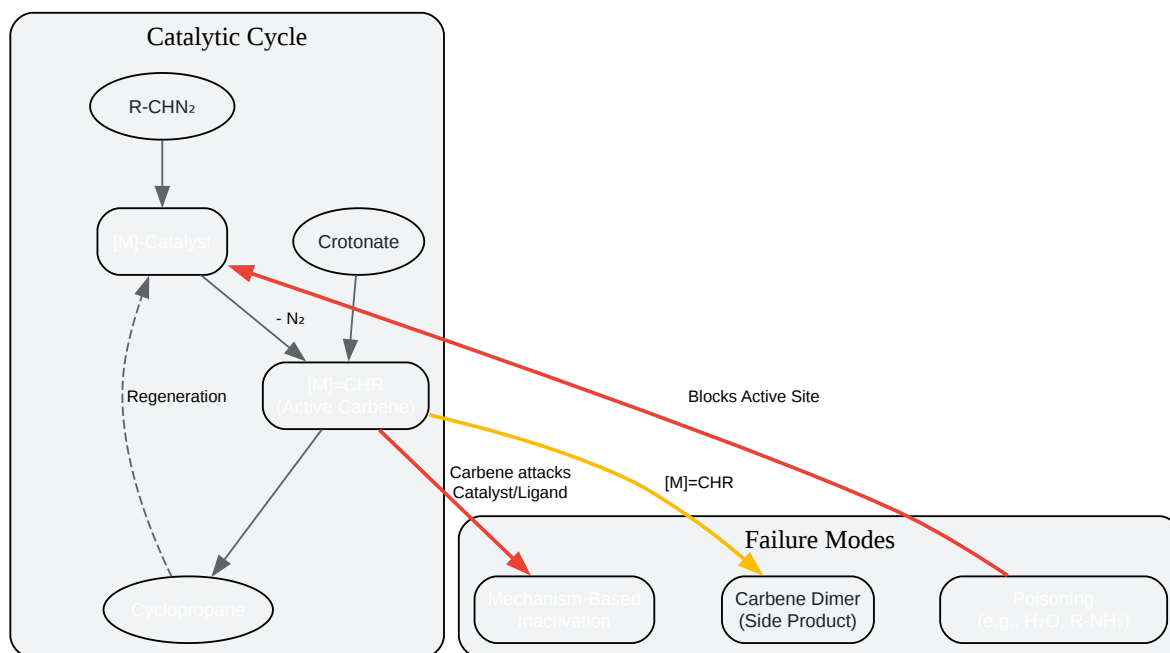 Catalytic Cycle
R-CHN₂
[M]-Catalyst
Crotonate
- N₂
[M]=CHR
(Active Carbene)
Regeneration
Blocks Active Site
Carbene attacks
Catalyst/Ligand
[M]=CHR
Failure Modes
Cyclopropane
Mechanism-Based
Inactivation
Carbene Dimer
(Side Product)
Poisoning
(e.g., H₂O, R-NH₂)